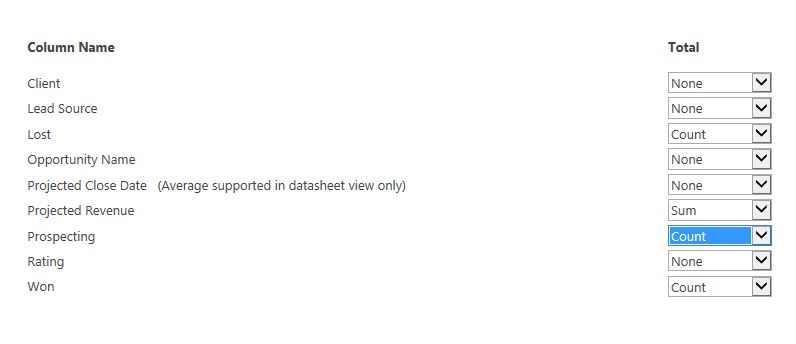 Column Name Total
Client None
Lead Source None
Lost Count
Opportunity Name None
Projected Close Date (Average supported in datasheet view only) None
Projected Revenue Sum
Prospecting Count
Rating None
Won Count